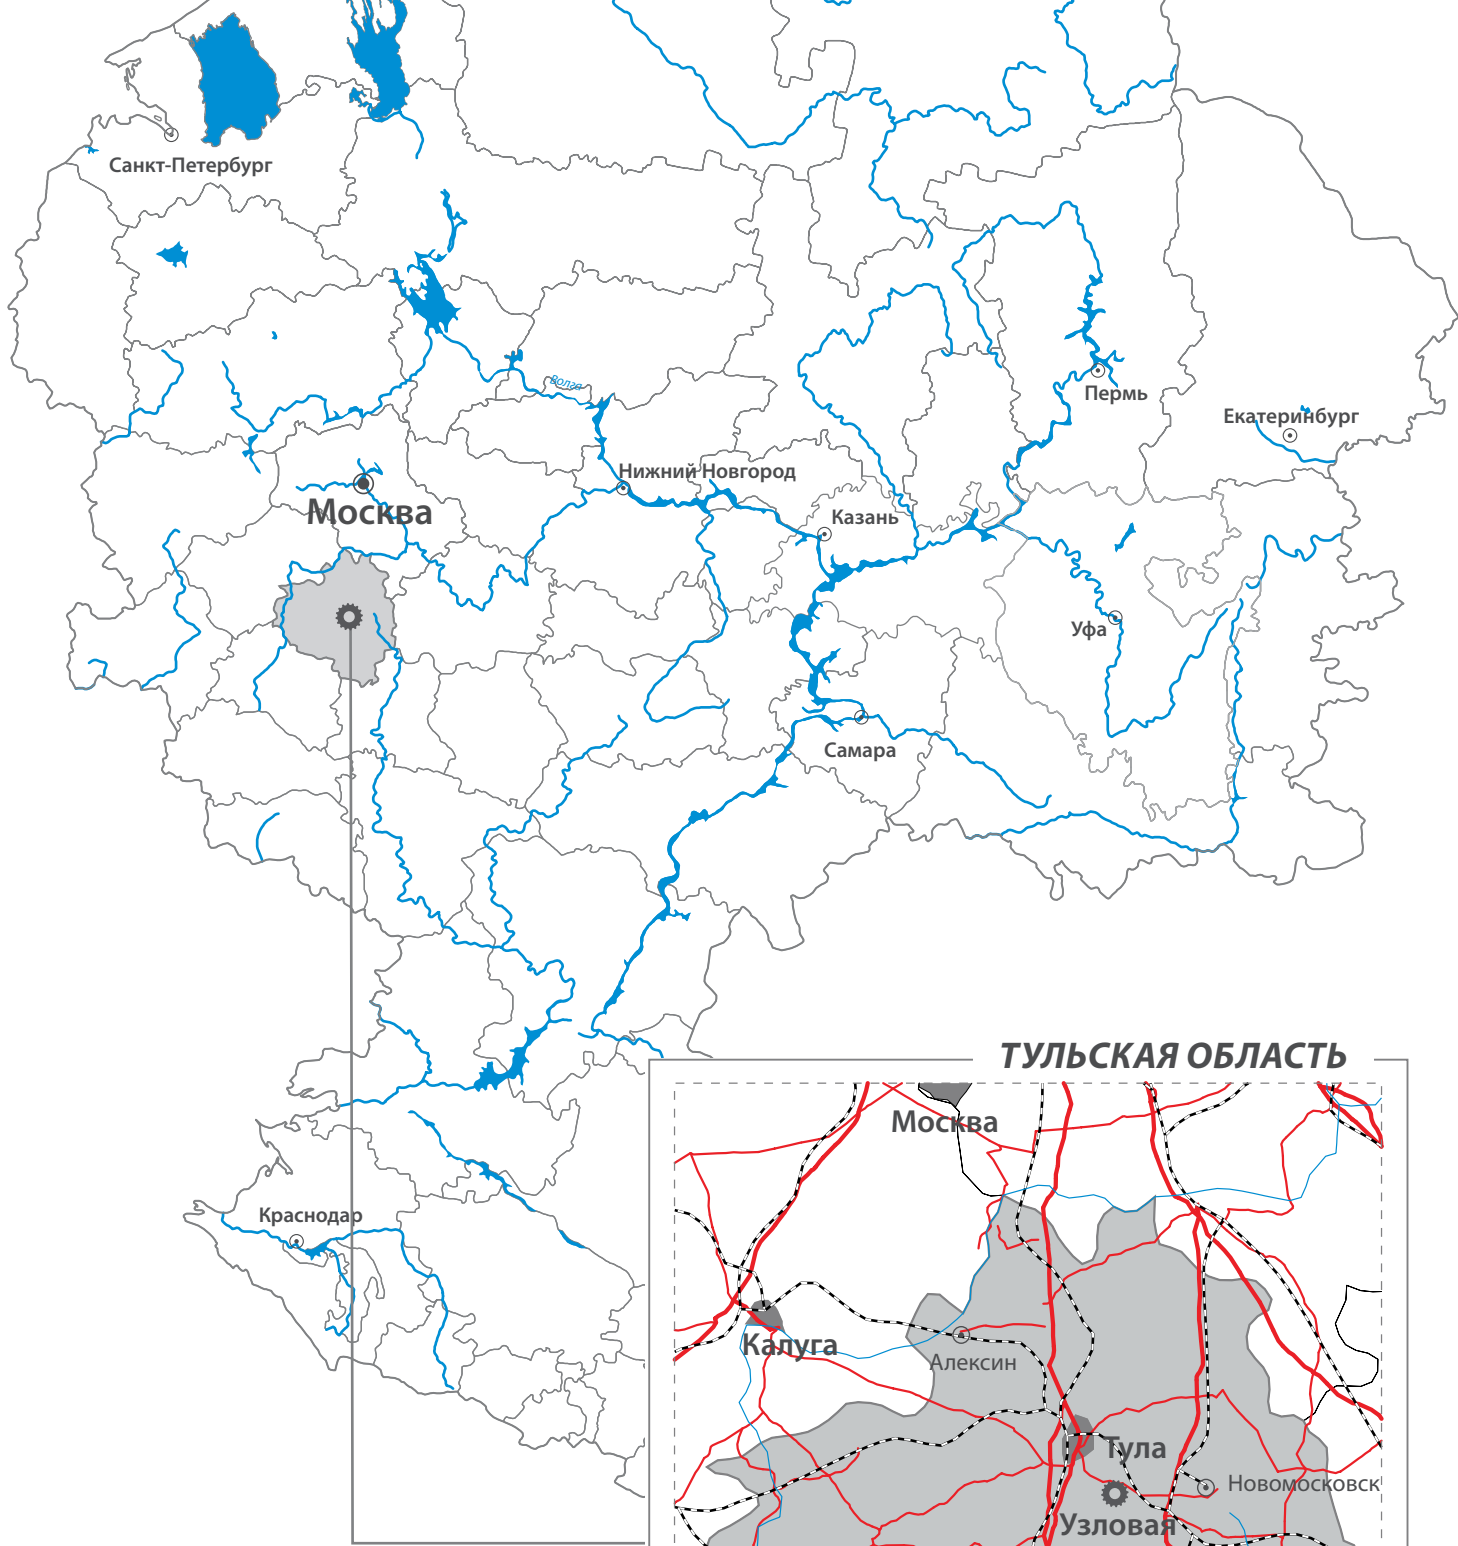 Санкт-Петербург
Волга
Пермь
Екатеринбург
Нижний Новгород
Москва
Казань
Уфа
Самара
Краснодар
ТУЛЬСКАЯ ОБЛАСТЬ
Москва
Калуга
Алексин
Тула
Новомосковск
Узловая